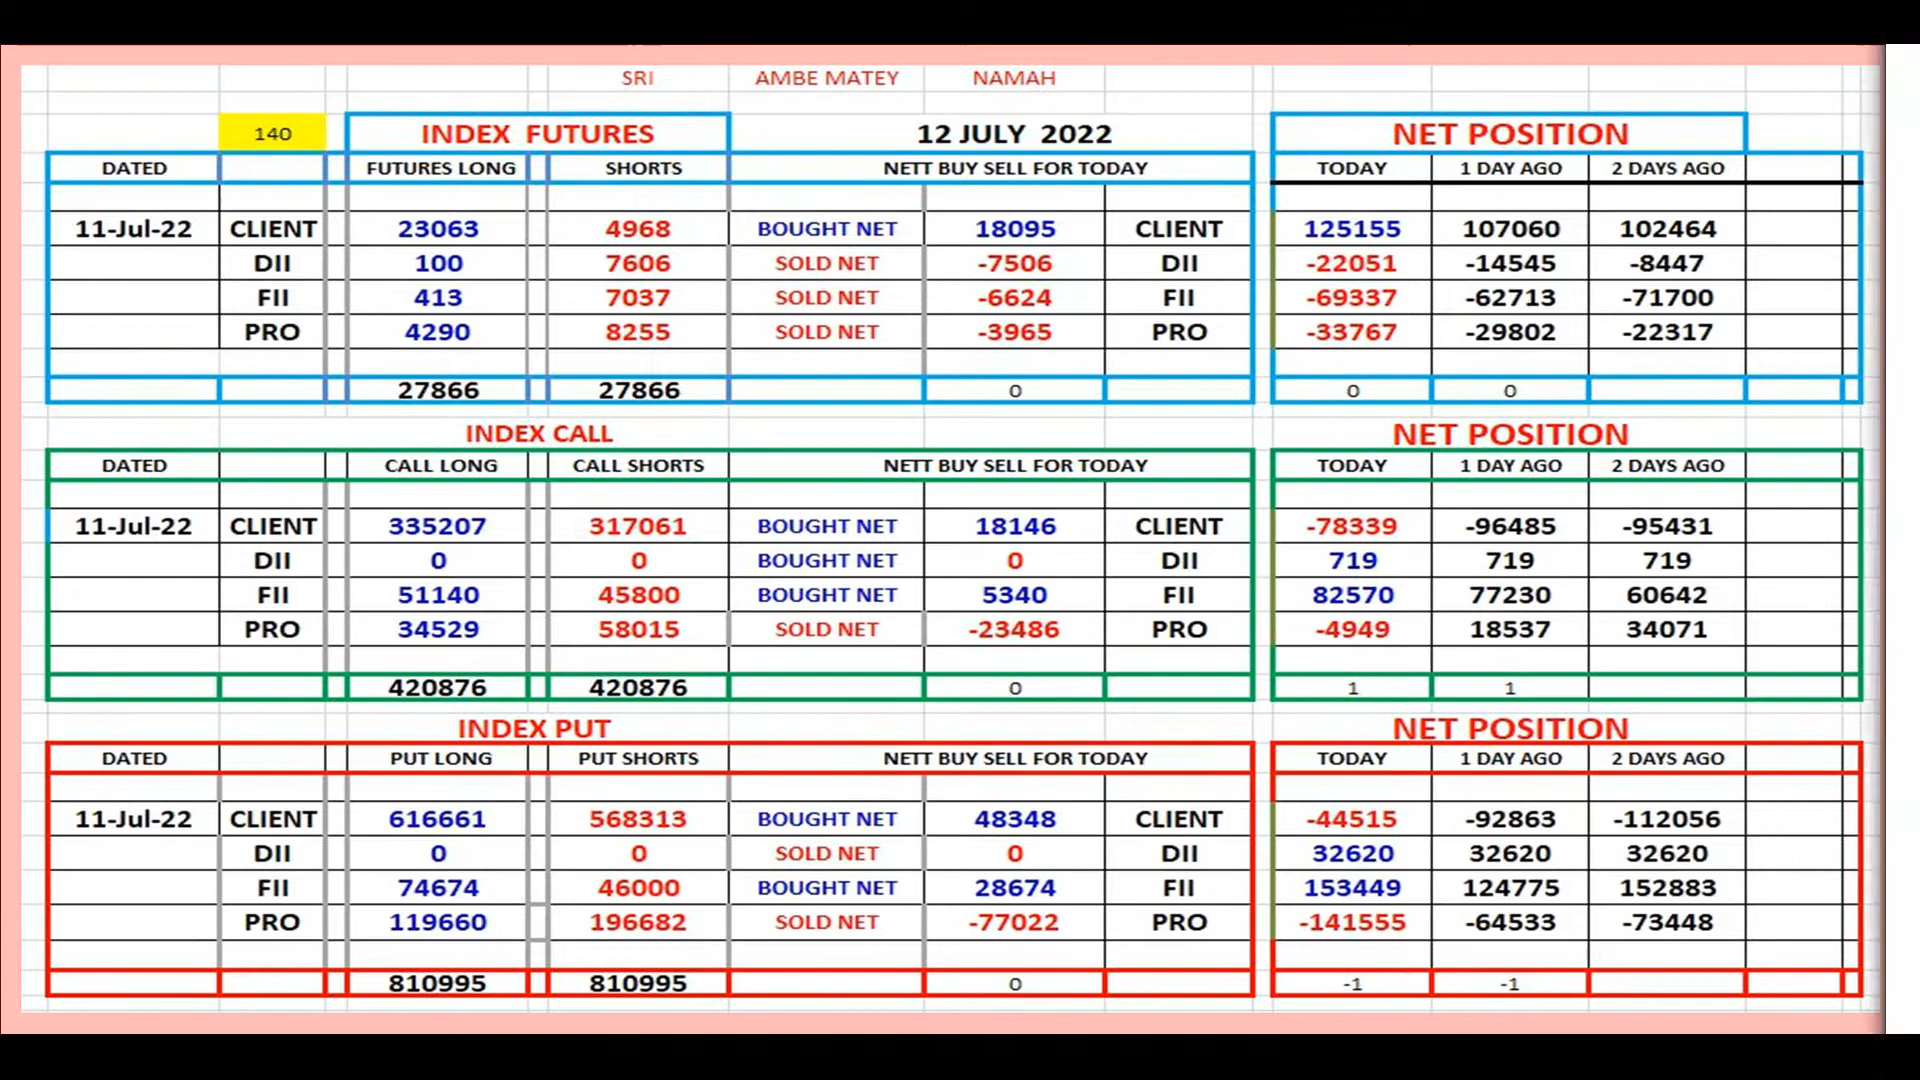 SRI AMBE MATEY NAMAH
140 INDEX FUTURES 12 JULY 2022 NET POSITION
DATED FUTURES LONG SHORTS NETT BUY SELL FOR TODAY TODAY 1 DAY AGO 2 DAYS AGO
11-Jul-22 CLIENT 23063 4968 BOUGHT NET 18095 CLIENT 125155 107060 102464
DII 100 7606 SOLD NET -7506 DII -22051 -14545 -8447
FII 413 7037 SOLD NET -6624 FII -69337 -62713 -71700
PRO 4290 8255 SOLD NET -3965 PRO -33767 -29802 -22317
27866 27866 0 0 0
INDEX CALL NET POSITION
DATED CALL LONG CALL SHORTS NETT BUY SELL FOR TODAY TODAY 1 DAY AGO 2 DAYS AGO
11-Jul-22 CLIENT 335207 317061 BOUGHT NET 18146 CLIENT -78339 -96485 -95431
DII 0 0 BOUGHT NET 0 DII 719 719 719
FII 51140 45800 BOUGHT NET 5340 FII 82570 77230 60642
PRO 34529 58015 SOLD NET -23486 PRO -4949 18537 34071
420876 420876 0 1 1
INDEX PUT NET POSITION
DATED PUT LONG PUT SHORTS NETT BUY SELL FOR TODAY TODAY 1 DAY AGO 2 DAYS AGO
11-Jul-22 CLIENT 616661 568313 BOUGHT NET 48348 CLIENT -44515 -92863 -112056
DII 0 0 SOLD NET 0 DII 32620 32620 32620
FII 74674 46000 BOUGHT NET 28674 FII 153449 124775 152883
PRO 119660 196682 SOLD NET -77022 PRO -141555 -64533 -73448
810995 810995 0 -1 -1